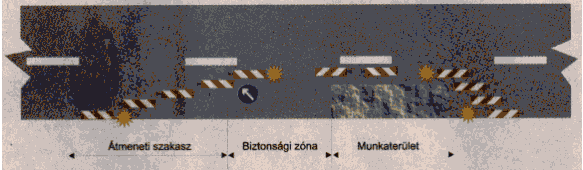 Átmeneti szakasz
Biztonsági zóna
Munkaterület